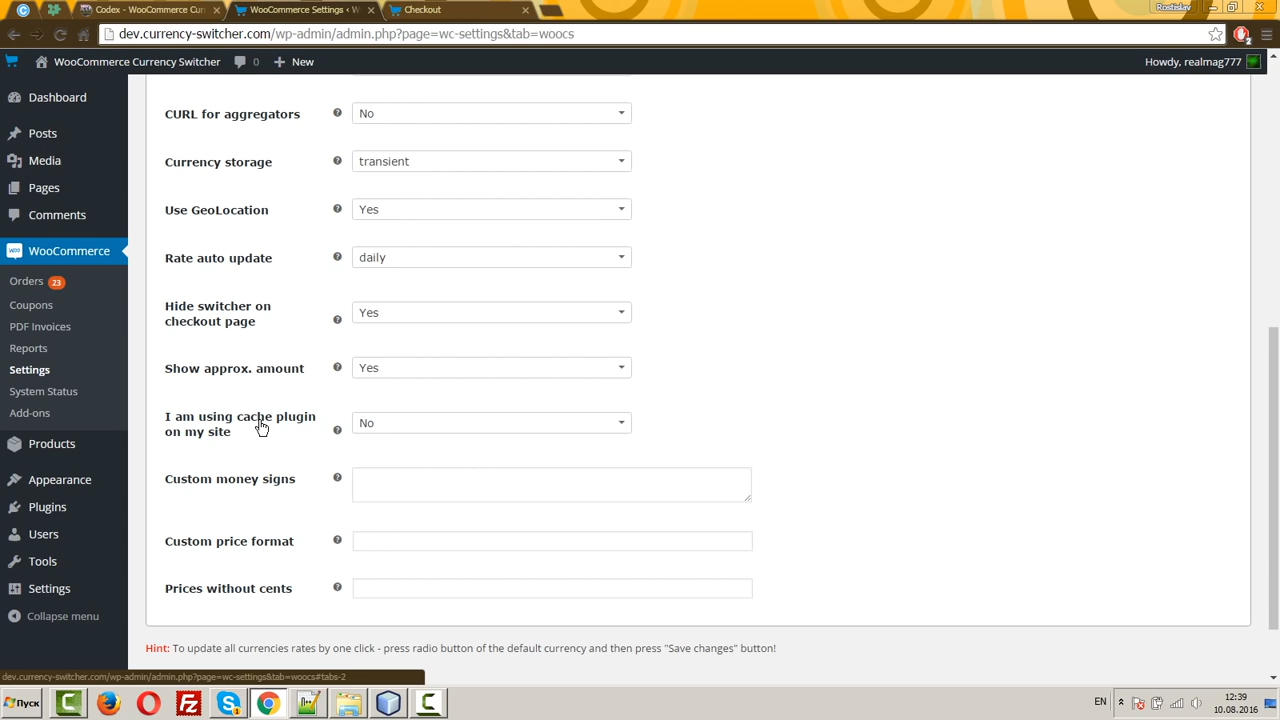 Codex - WooCommerce Curr
WooCommerce Settings ‹ W
Checkout
Rostislav
dev.currency-switcher.com/wp-admin/admin.php?page=wc-settings&tab=woocs
2
WooCommerce Currency Switcher
0
New
Howdy, realmag777
Dashboard
Posts
Media
Pages
Comments
WooCommerce
Orders 23
Coupons
PDF Invoices
Reports
Settings
System Status
Add-ons
Products
Appearance
Plugins
Users
Tools
Settings
Collapse menu
CURL for aggregators
No
Currency storage
transient
Use GeoLocation
Yes
Rate auto update
daily
Hide switcher on
checkout page
Yes
Show approx. amount
Yes
I am using cache plugin
on my site
No
Custom money signs
Custom price format
Prices without cents
Hint: To update all currencies rates by one click - press radio button of the default currency and then press "Save changes" button!
dev.currency-switcher.com/wp-admin/admin.php?page=wc-settings&tab=woocs#tabs-2
Пуск
EN
12:39
10.08.2016